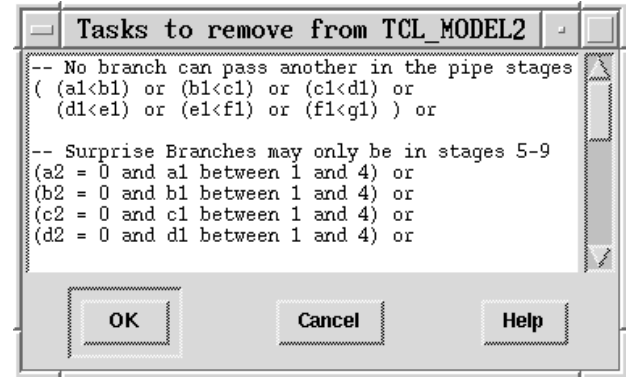 Tasks to remove from TCL_MODEL2
-- No branch can pass another in the pipe stages
( (a1<b1) or (b1<c1) or (c1<d1) or
(d1<e1) or (e1<f1) or (f1<g1) ) or
-- Surprise Branches may only be in stages 5-9
(a2 = 0 and a1 between 1 and 4) or
(b2 = 0 and b1 between 1 and 4) or
(c2 = 0 and c1 between 1 and 4) or
(d2 = 0 and d1 between 1 and 4) or
OK Cancel Help